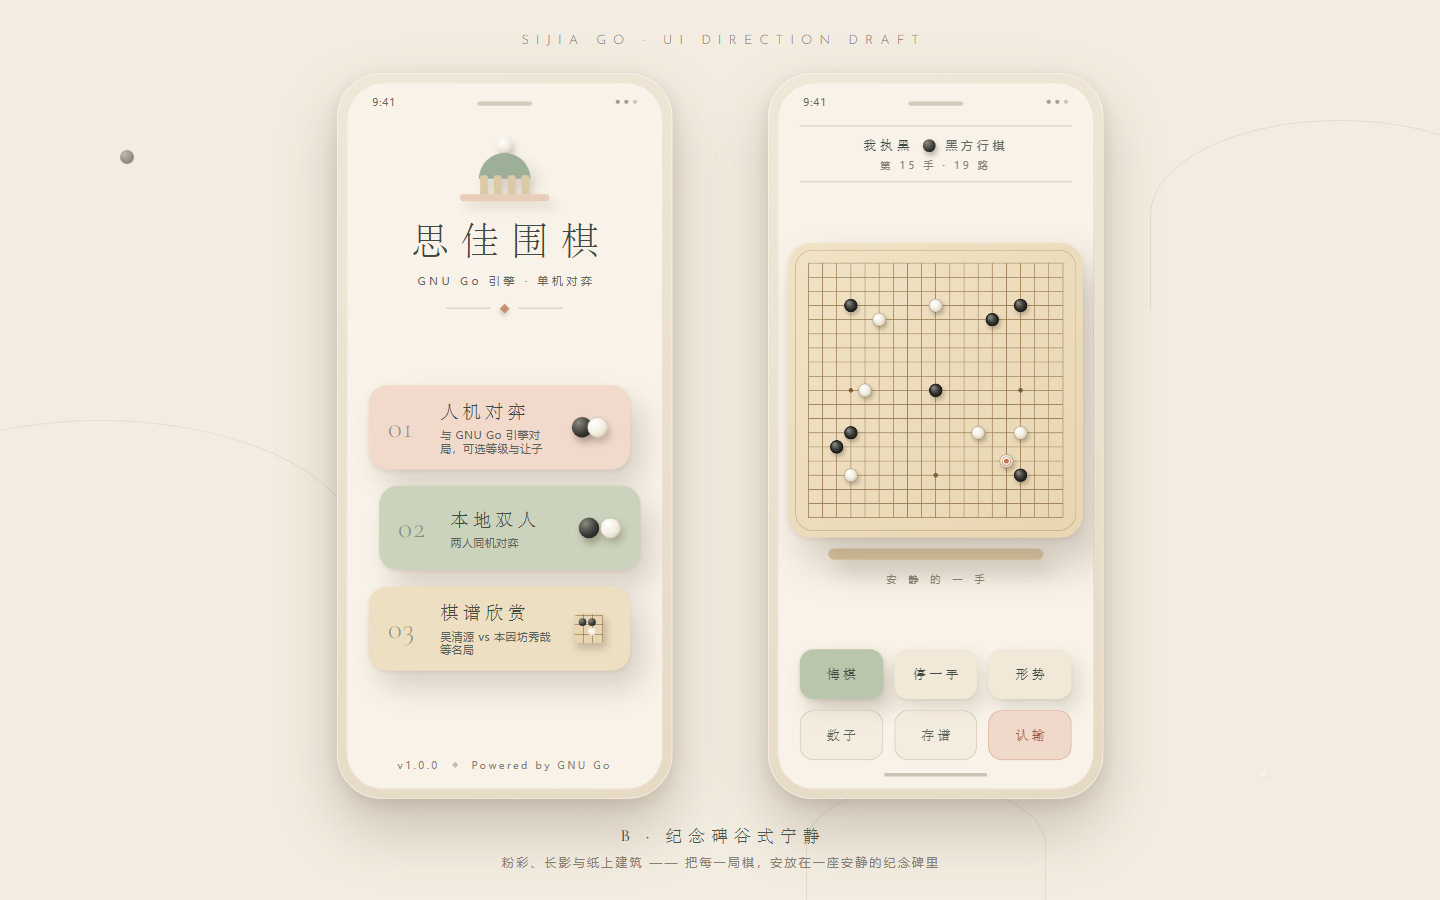 SIJIA GO · UI DIRECTION DRAFT
9:41
思佳围棋
GNU Go 引擎 · 单机对弈
01
人机对弈
与 GNU Go 引擎对
局，可选等级与让子
02
本地双人
两人同机对弈
03
棋谱欣赏
吴清源 vs 本因坊秀哉
等名局
v1.0.0 ◆ Powered by GNU Go
9:41
我执黑 黑方行棋
第 15 手 · 19 路
安静的一手
悔棋 停一手 形势
数子 存谱 认输
B · 纪念碑谷式宁静
粉彩、长影与纸上建筑 —— 把每一局棋，安放在一座安静的纪念碑里